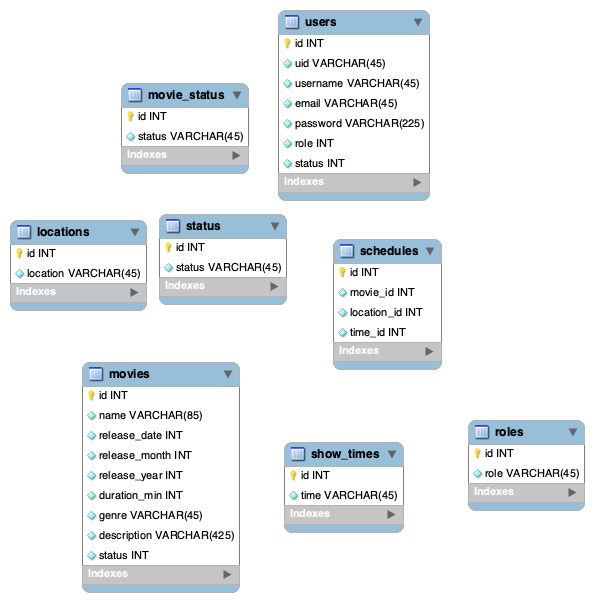 users
id INT
uid VARCHAR(45)
username VARCHAR(45)
email VARCHAR(45)
password VARCHAR(225)
role INT
status INT
Indexes
movie_status
id INT
status VARCHAR(45)
Indexes
locations
id INT
location VARCHAR(45)
Indexes
status
id INT
status VARCHAR(45)
Indexes
schedules
id INT
movie_id INT
location_id INT
time_id INT
Indexes
movies
id INT
name VARCHAR(85)
release_date INT
release_month INT
release_year INT
duration_min INT
genre VARCHAR(45)
description VARCHAR(425)
status INT
Indexes
show_times
id INT
time VARCHAR(45)
Indexes
roles
id INT
role VARCHAR(45)
Indexes